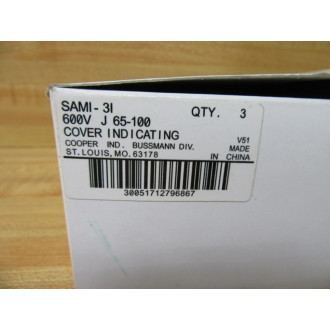 SAMI-3I QTY. 3
600V J 65-100
COVER INDICATING V51
COOPER IND. BUSSMANN DIV. MADE
ST. LOUIS, MO. 63178 IN CHINA
30051712796867